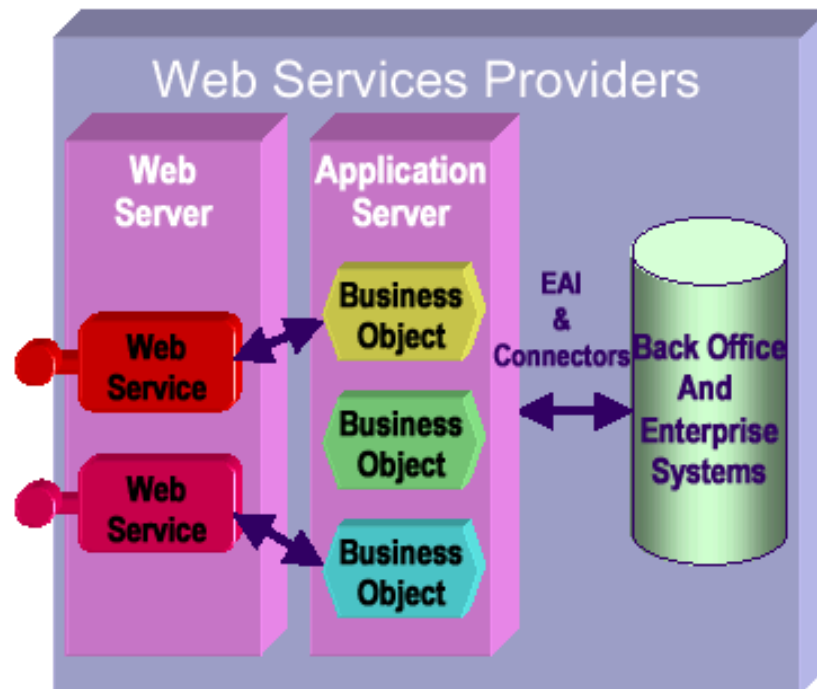 Web Services Providers
Web
Server
Application
Server
Web
Service
Web
Service
Business
Object
Business
Object
Business
Object
EAI
&
Connectors
Back Office
And
Enterprise
Systems